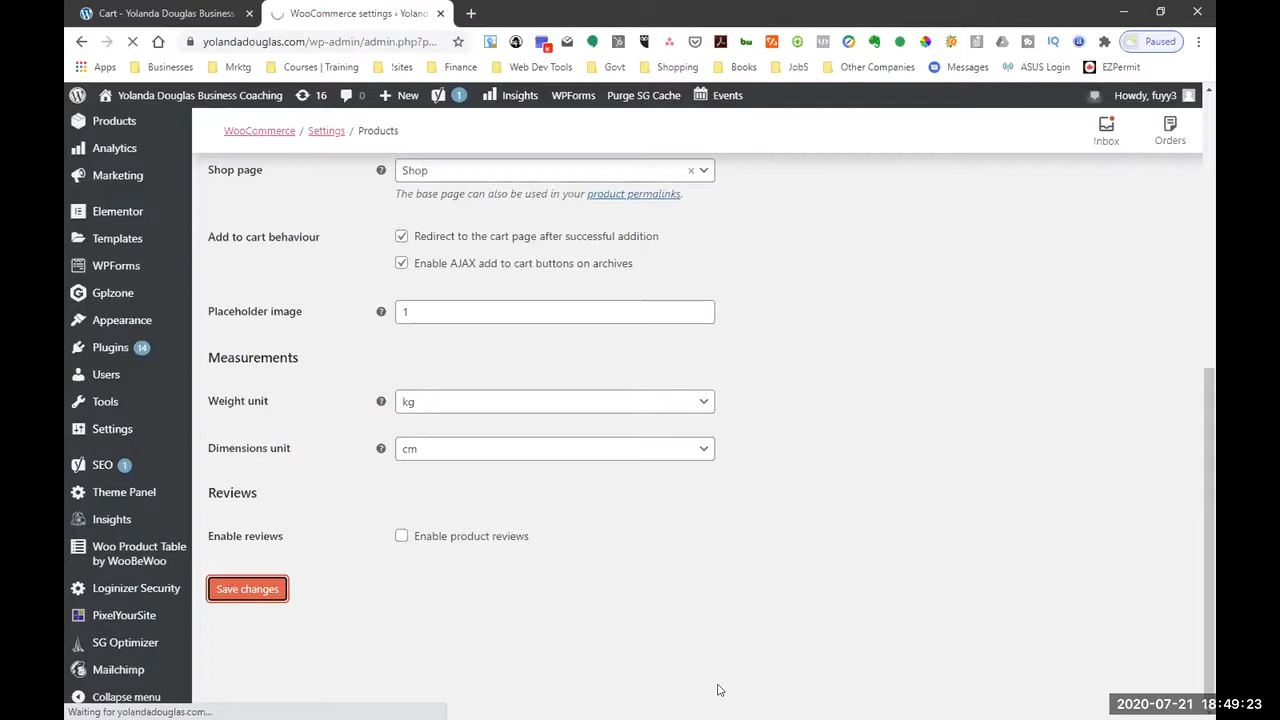 Cart - Yolanda Douglas Business
WooCommerce settings ‹ Yoland
yolandadouglas.com/wp-admin/admin.php?p...
Paused
Apps
Businesses
Mrktg
Courses | Training
!sites
Finance
Web Dev Tools
Govt
Shopping
Books
JobS
Other Companies
Messages
ASUS Login
EZPermit
Yolanda Douglas Business Coaching
16
0
New
1
Insights
WPForms
Purge SG Cache
Events
Howdy, fuyy3
Products
Analytics
Marketing
Elementor
Templates
WPForms
Gplzone
Appearance
Plugins 14
Users
Tools
Settings
SEO 1
Theme Panel
Insights
Woo Product Table
by WooBeWoo
Loginizer Security
PixelYourSite
SG Optimizer
Mailchimp
Collapse menu
WooCommerce / Settings / Products
Inbox
Orders
Shop page
Shop
The base page can also be used in your product permalinks.
Add to cart behaviour
Redirect to the cart page after successful addition
Enable AJAX add to cart buttons on archives
Placeholder image
1
Measurements
Weight unit
kg
Dimensions unit
cm
Reviews
Enable reviews
Enable product reviews
Save changes
Waiting for yolandadouglas.com...
2020-07-21 18:49:23